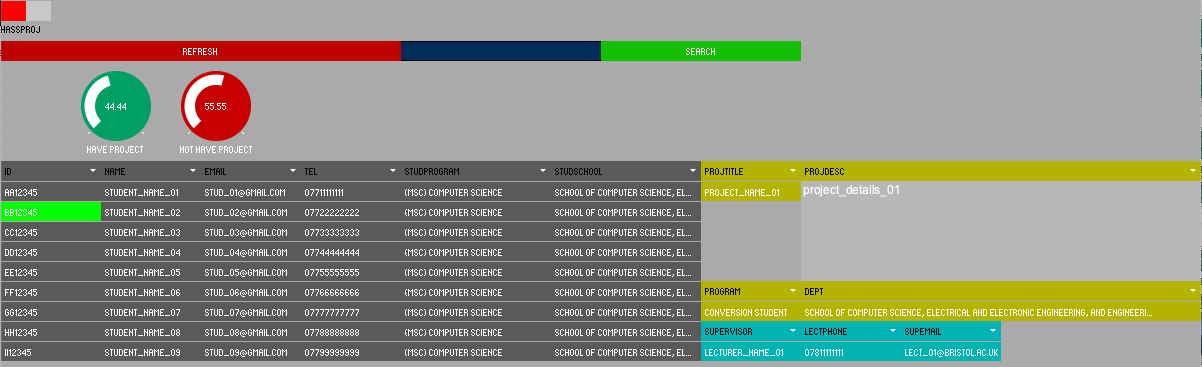 HASSPROJ
REFRESH SEARCH
44.44 55.55
HAVE PROJECT NOT HAVE PROJECT
ID NAME EMAIL TEL STUDPROGRAM STUDSCHOOL PROJTITLE PROJDESC
AA12345 STUDENT_NAME_01 STUD_01@GMAIL.COM 0771111111 (MSC) COMPUTER SCIENCE SCHOOL OF COMPUTER SCIENCE, EL... PROJECT_NAME_01 project_details_01
BB12345 STUDENT_NAME_02 STUD_02@GMAIL.COM 07722222222 (MSC) COMPUTER SCIENCE SCHOOL OF COMPUTER SCIENCE, EL...
CC12345 STUDENT_NAME_03 STUD_03@GMAIL.COM 07733333333 (MSC) COMPUTER SCIENCE SCHOOL OF COMPUTER SCIENCE, EL...
DD12345 STUDENT_NAME_04 STUD_04@GMAIL.COM 07744444444 (MSC) COMPUTER SCIENCE SCHOOL OF COMPUTER SCIENCE, EL...
EE12345 STUDENT_NAME_05 STUD_05@GMAIL.COM 07755555555 (MSC) COMPUTER SCIENCE SCHOOL OF COMPUTER SCIENCE, EL...
FF12345 STUDENT_NAME_06 STUD_06@GMAIL.COM 07766666666 (MSC) COMPUTER SCIENCE SCHOOL OF COMPUTER SCIENCE, EL... PROGRAM DEPT
GG12345 STUDENT_NAME_07 STUD_07@GMAIL.COM 07777777777 (MSC) COMPUTER SCIENCE SCHOOL OF COMPUTER SCIENCE, EL... CONVERSION STUDENT SCHOOL OF COMPUTER SCIENCE, ELECTRICAL AND ELECTRONIC ENGINEERING, AND ENGINEERI...
HH12345 STUDENT_NAME_08 STUD_08@GMAIL.COM 07788888888 (MSC) COMPUTER SCIENCE SCHOOL OF COMPUTER SCIENCE, EL... SUPERVISOR LECTPHONE SUPEMAIL
II12345 STUDENT_NAME_09 STUD_09@GMAIL.COM 07799999999 (MSC) COMPUTER SCIENCE SCHOOL OF COMPUTER SCIENCE, EL... LECTURER_NAME_01 07811111111 LECT_01@BRISTOL.AC.UK